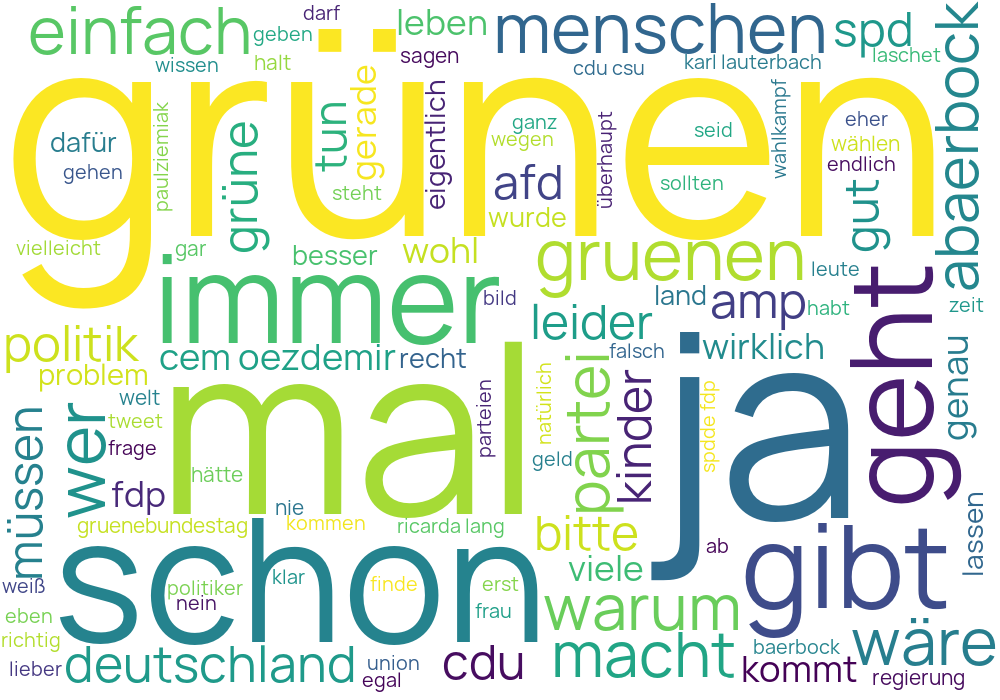 einfach
geben
darf
leben
menschen
spd
laschet
abaerbock
wissen
halt
sagen
cdu csu
karl lauterbach
grünen
dafür
gehen
paulziemiak
grüne
tun
gerade
steht
eigentlich
ganz
wegen
afd
wurde
überhaupt
seid
sollten
wahlkampf
eher
wählen
endlich
gut
vielleicht
gar
besser
wohl
gruenen
leute
immer
bild
land
amp
habt
zeit
politik
problem
cem oezdemir
recht
leider
falsch
wirklich
geht
genau
welt
tweet
frage
wer
müssen
mal
hätte
parteien
natürlich
partei
kinder
spdde fdp
ja
fdp
nie
geld
gruenebundestag
kommen
ricarda lang
bitte
ab
lassen
schon
gibt
weiß
politiker
nein
klar
finde
erst
viele
eben
frau
warum
richtig
wäre
lieber
deutschland
union
egal
cdu
macht
baerbock
kommt
regierung